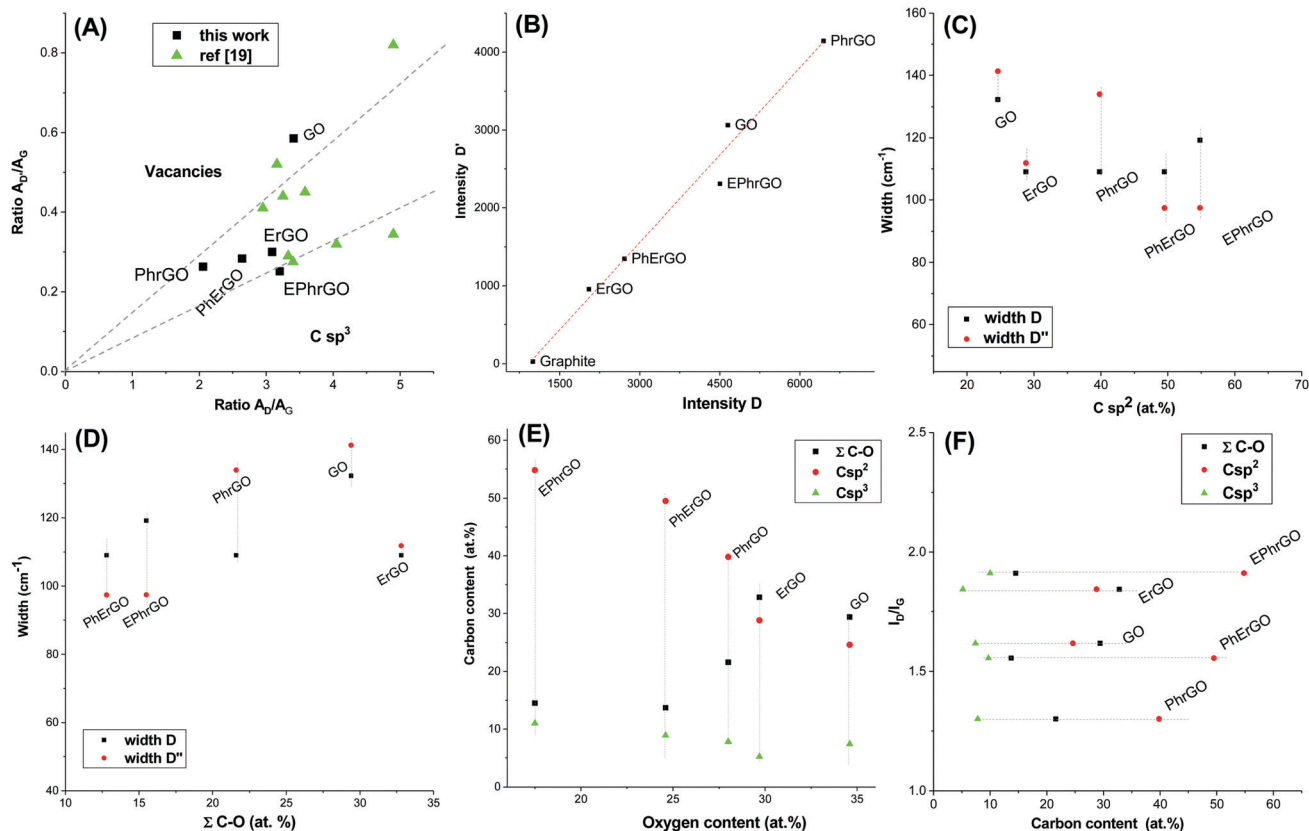 (A)
this work
ref [19]
0.8
0.6
0.4
0.2
0.0
Ratio A_D'/A_G
GO
Vacancies
ErGO
PhrGO
PhErGO
EPhrGO
C sp³
0 1 2 3 4 5
Ratio A_D/A_G
(B)
4000
3000
2000
1000
0
Intensity D'
PhrGO
GO
EPhrGO
PhErGO
ErGO
Graphite
1500 3000 4500 6000
Intensity D
(C)
160
140
120
100
80
60
Width (cm⁻¹)
GO
ErGO
PhrGO
PhErGO
EPhrGO
width D
width D"
20 30 40 50 60 70
C sp² (at.%)
(D)
140
120
100
80
60
40
Width (cm⁻¹)
GO
PhrGO
ErGO
PhErGO
EPhrGO
width D
width D"
10 15 20 25 30 35
Σ C-O (at. %)
(E)
60
50
40
30
20
10
0
Carbon content (at.%)
Σ C-O
Csp²
Csp³
EPhrGO
PhErGO
PhrGO
ErGO
GO
20 25 30 35
Oxygen content (at.%)
(F)
2.5
2.0
1.5
1.0
I_D/I_G
Σ C-O
Csp²
Csp³
EPhrGO
ErGO
GO
PhErGO
PhrGO
0 10 20 30 40 50 60
Carbon content (at.%)